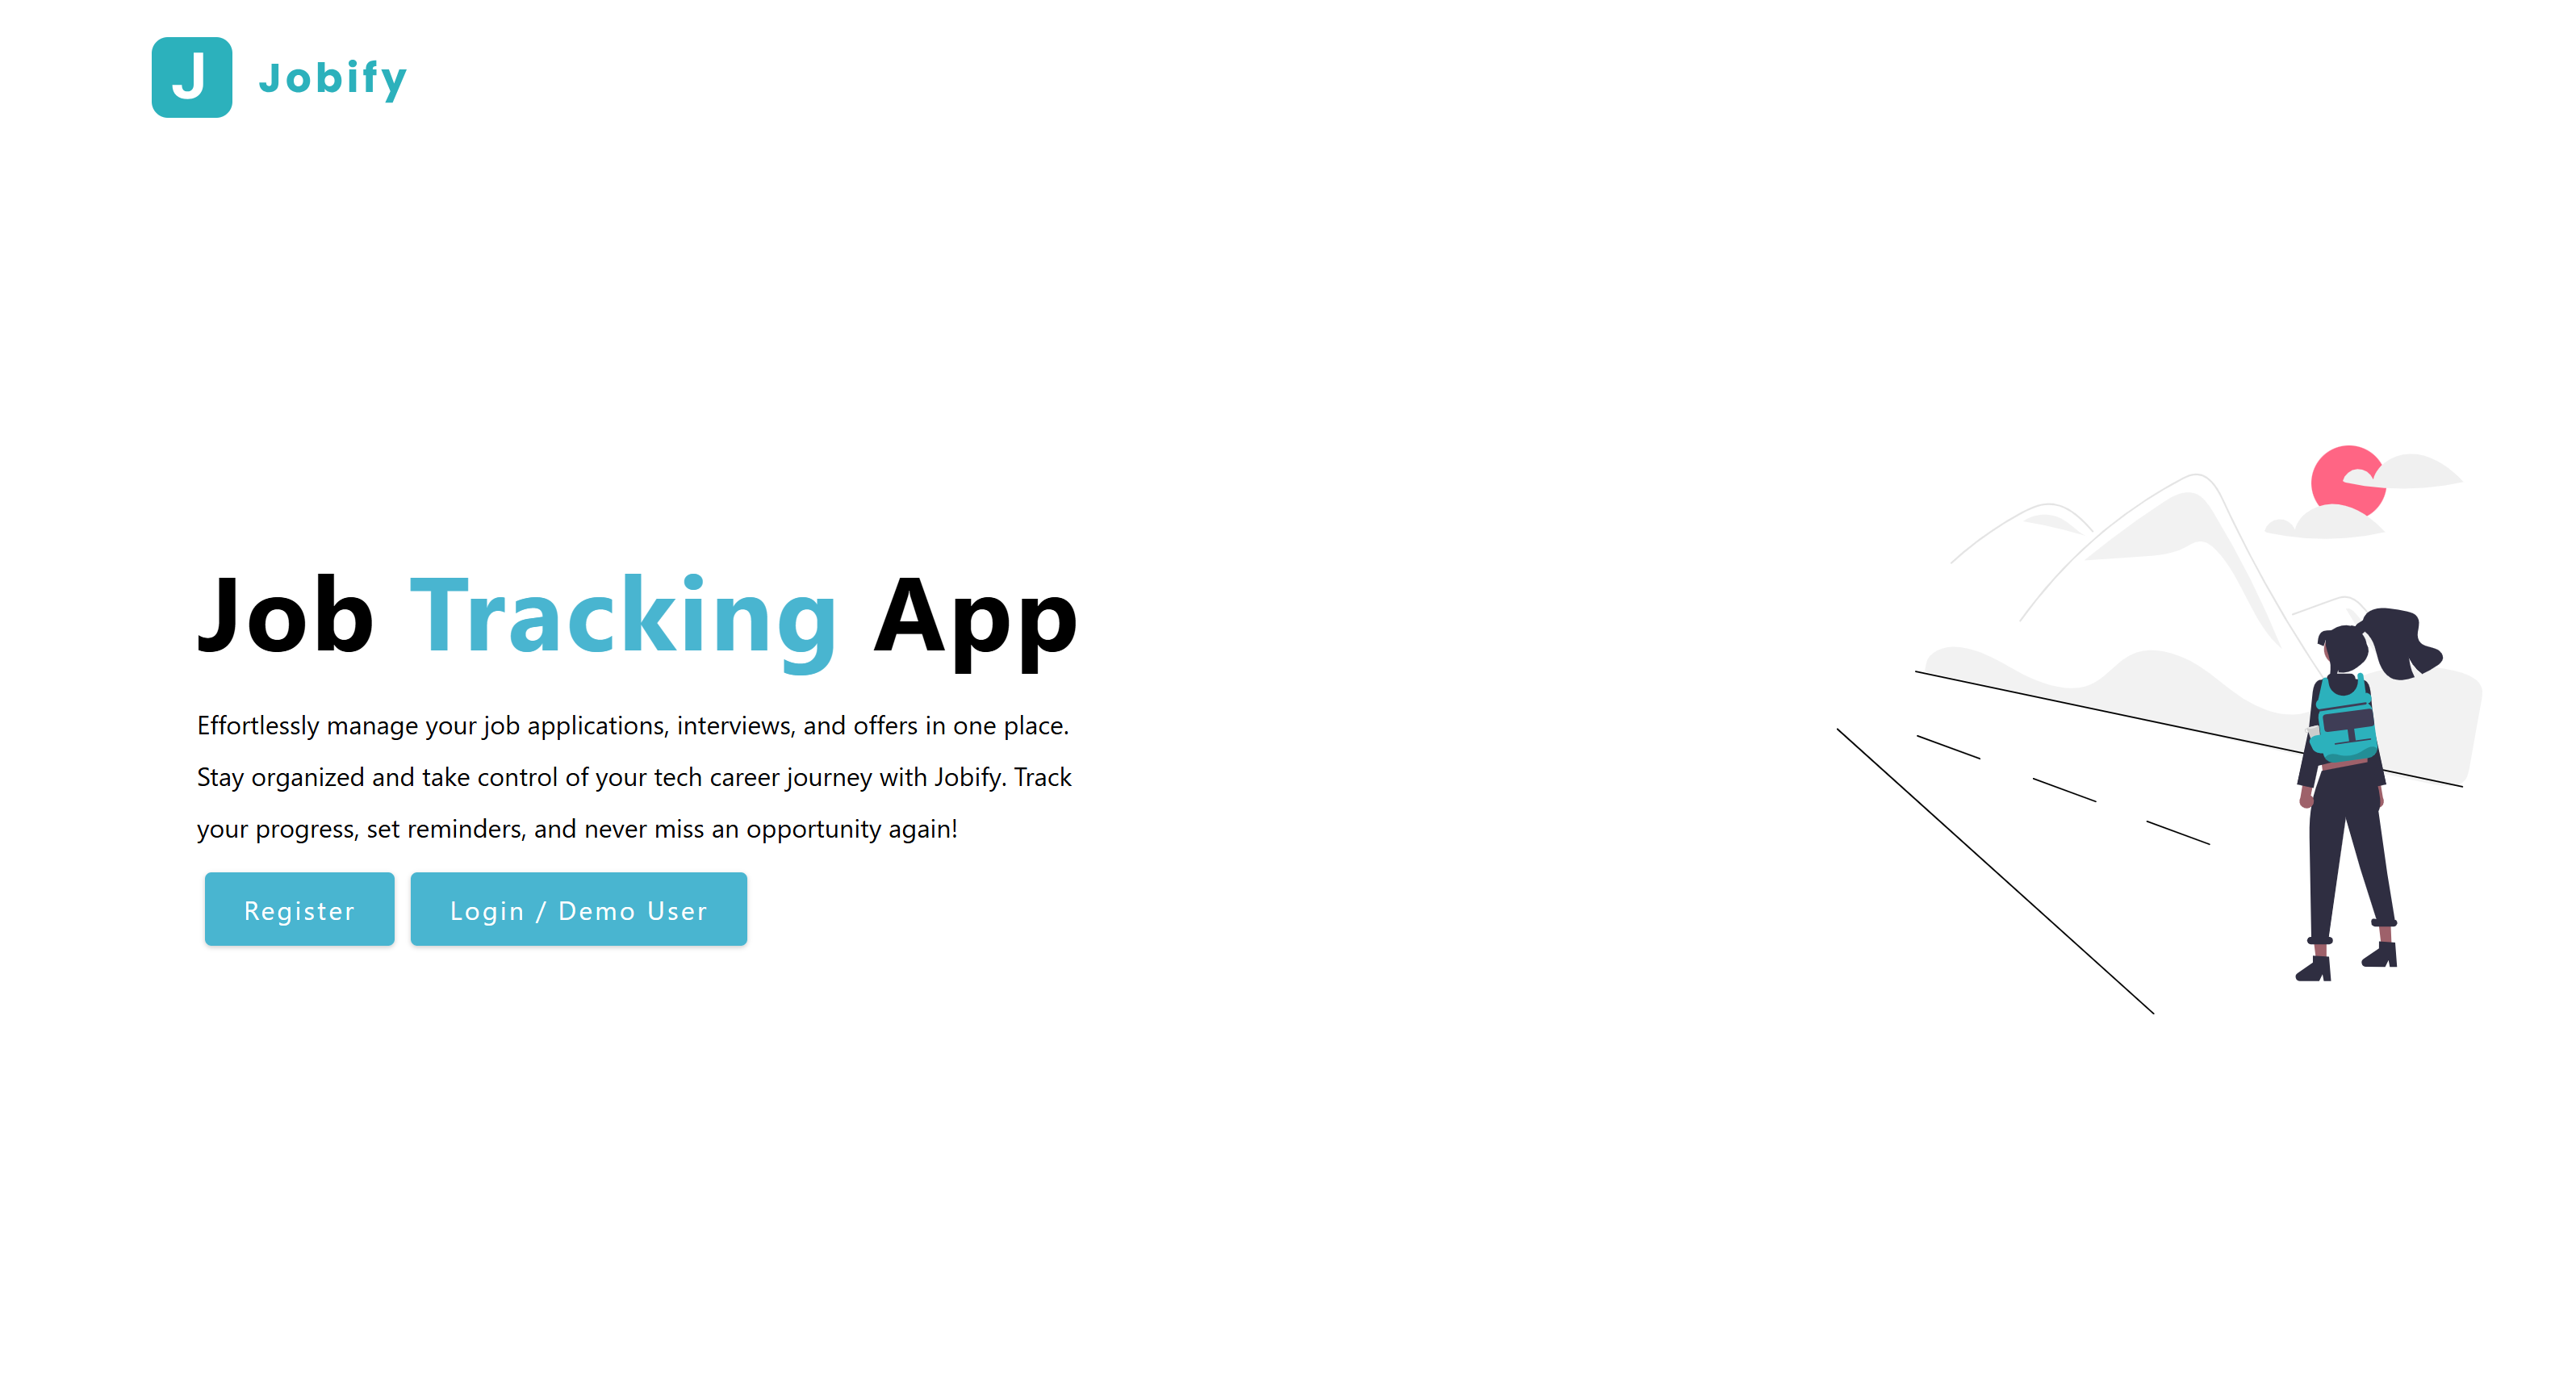 J Jobify
Job Tracking App
Effortlessly manage your job applications, interviews, and offers in one place.
Stay organized and take control of your tech career journey with Jobify. Track
your progress, set reminders, and never miss an opportunity again!
Register
Login / Demo User